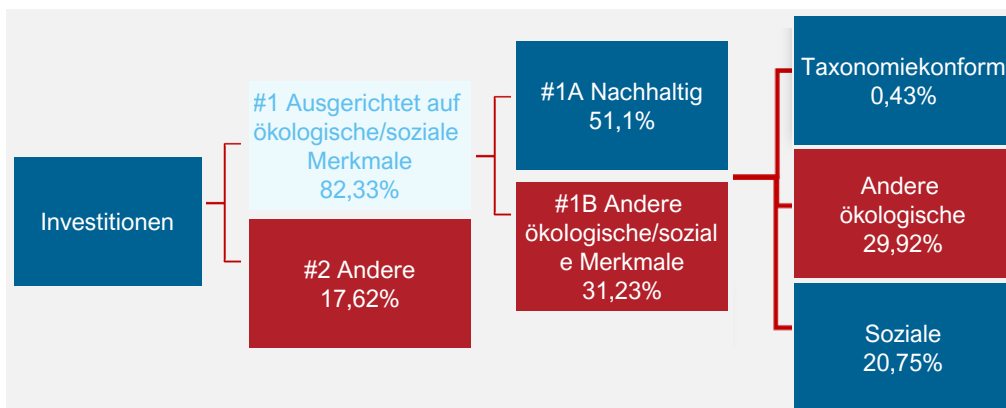 Investitionen
#1 Ausgerichtet auf
ökologische/soziale
Merkmale
82,33%
#2 Andere
17,62%
#1A Nachhaltig
51,1%
#1B Andere
ökologische/sozial
e Merkmale
31,23%
Taxonomiekonform
0,43%
Andere
ökologische
29,92%
Soziale
20,75%